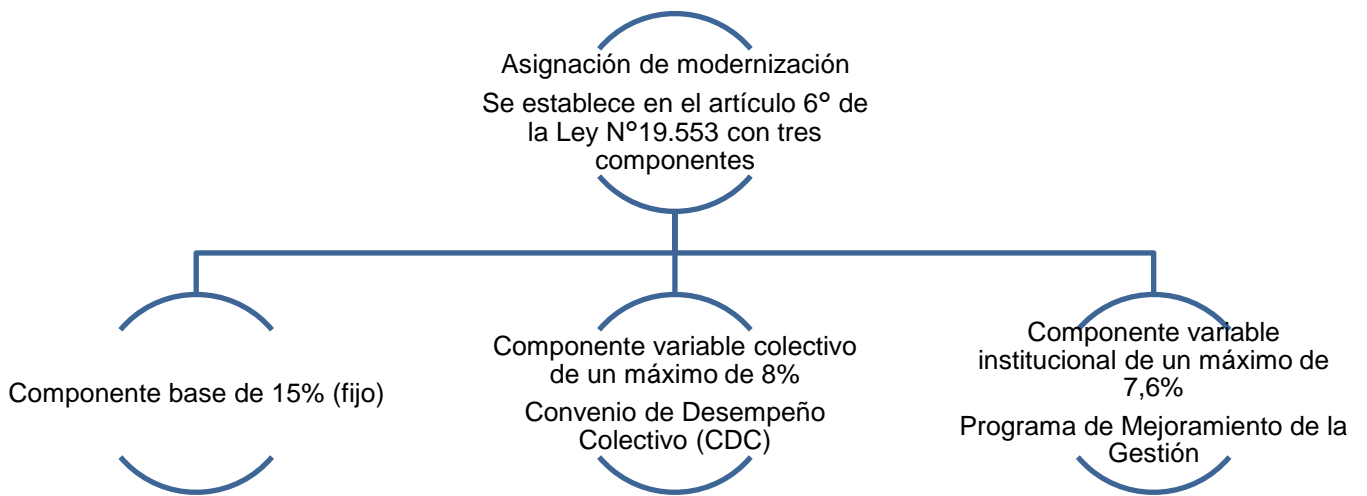 Asignación de modernización
Se establece en el artículo 6° de
la Ley N°19.553 con tres
componentes
Componente base de 15% (fijo)
Componente variable colectivo
de un máximo de 8%
Convenio de Desempeño
Colectivo (CDC)
Componente variable
institucional de un máximo de
7,6%
Programa de Mejoramiento de la
Gestión